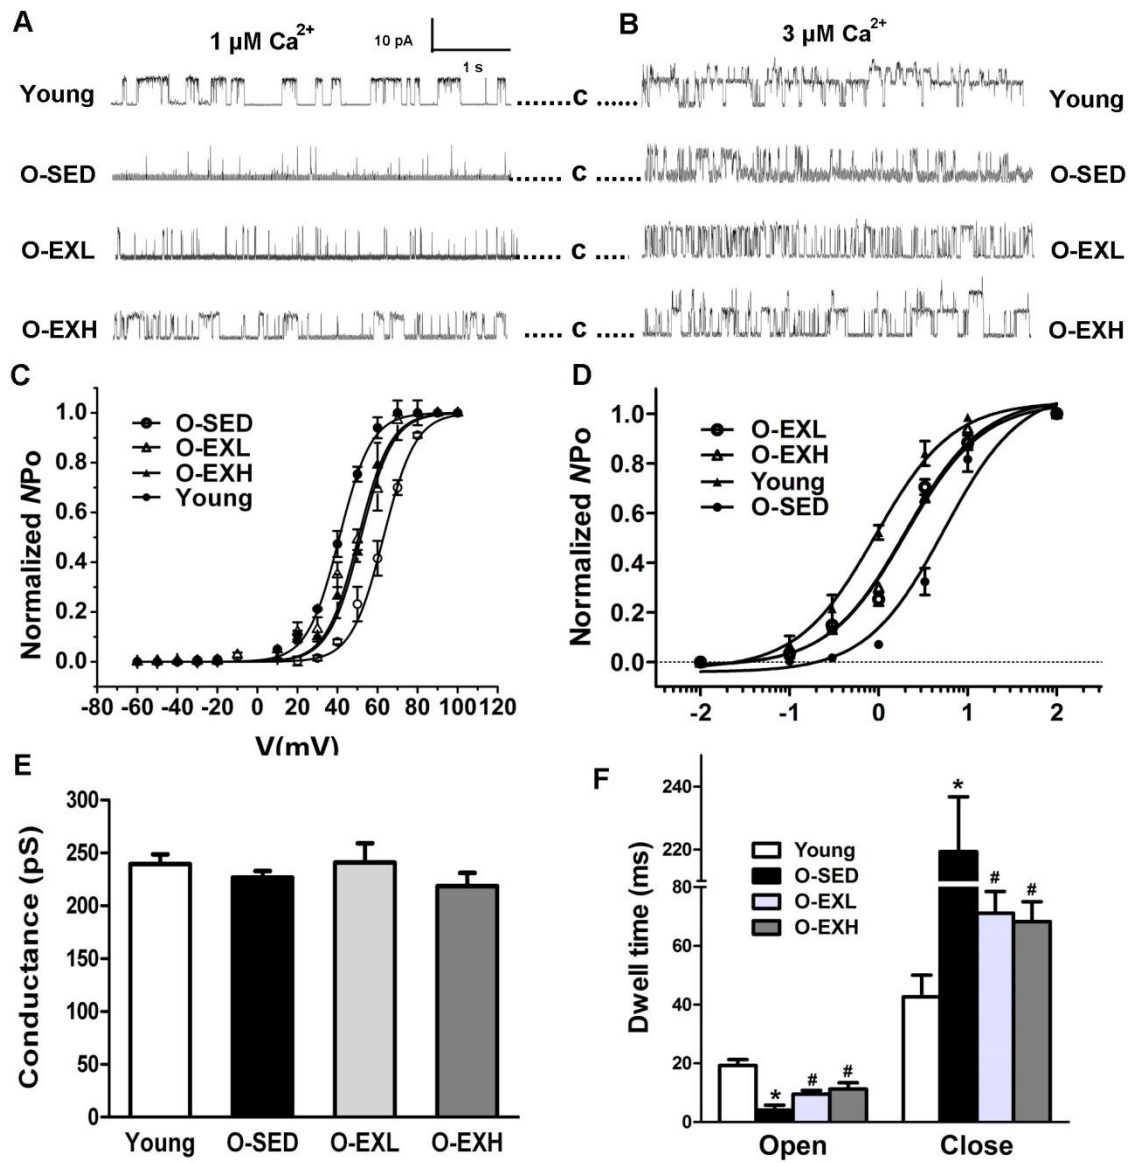 A
1 µM Ca2+
10 pA
1 s
B
3 µM Ca2+
Young
c
Young
O-SED
c
O-SED
O-EXL
c
O-EXL
O-EXH
c
O-EXH
C
Normalized NPo
1.0
0.8
0.6
0.4
0.2
0.0
O-SED
O-EXL
O-EXH
Young
-80 -60 -40 -20 0 20 40 60 80 100 120
V(mV)
D
Normalized NPo
1.0
0.8
0.6
0.4
0.2
0.0
O-EXL
O-EXH
Young
O-SED
-2 -1 0 1 2
E
Conductance (pS)
300
250
200
150
100
50
0
Young O-SED O-EXL O-EXH
F
Dwell time (ms)
240
220
80
60
40
20
0
Young
O-SED
O-EXL
O-EXH
* # #
* # #
Open Close